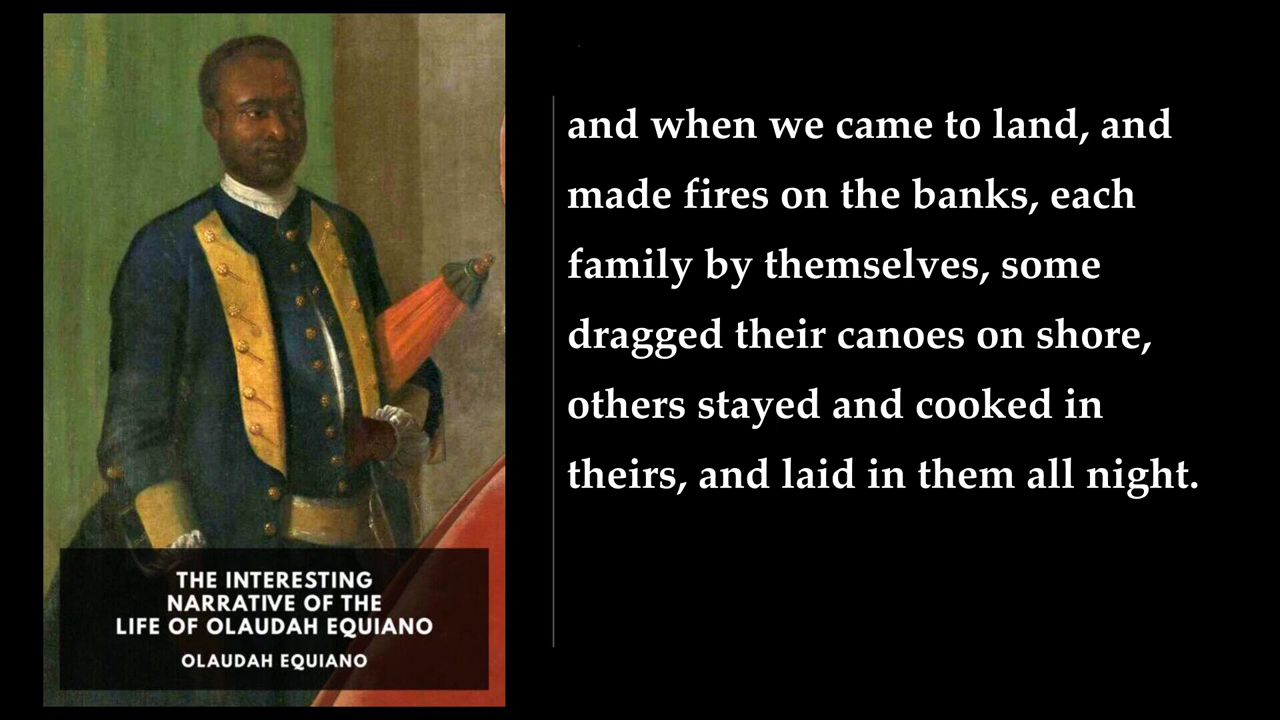 and when we came to land, and
made fires on the banks, each
family by themselves, some
dragged their canoes on shore,
others stayed and cooked in
theirs, and laid in them all night.
THE INTERESTING
NARRATIVE OF THE
LIFE OF OLAUDAH EQUIANO
OLAUDAH EQUIANO